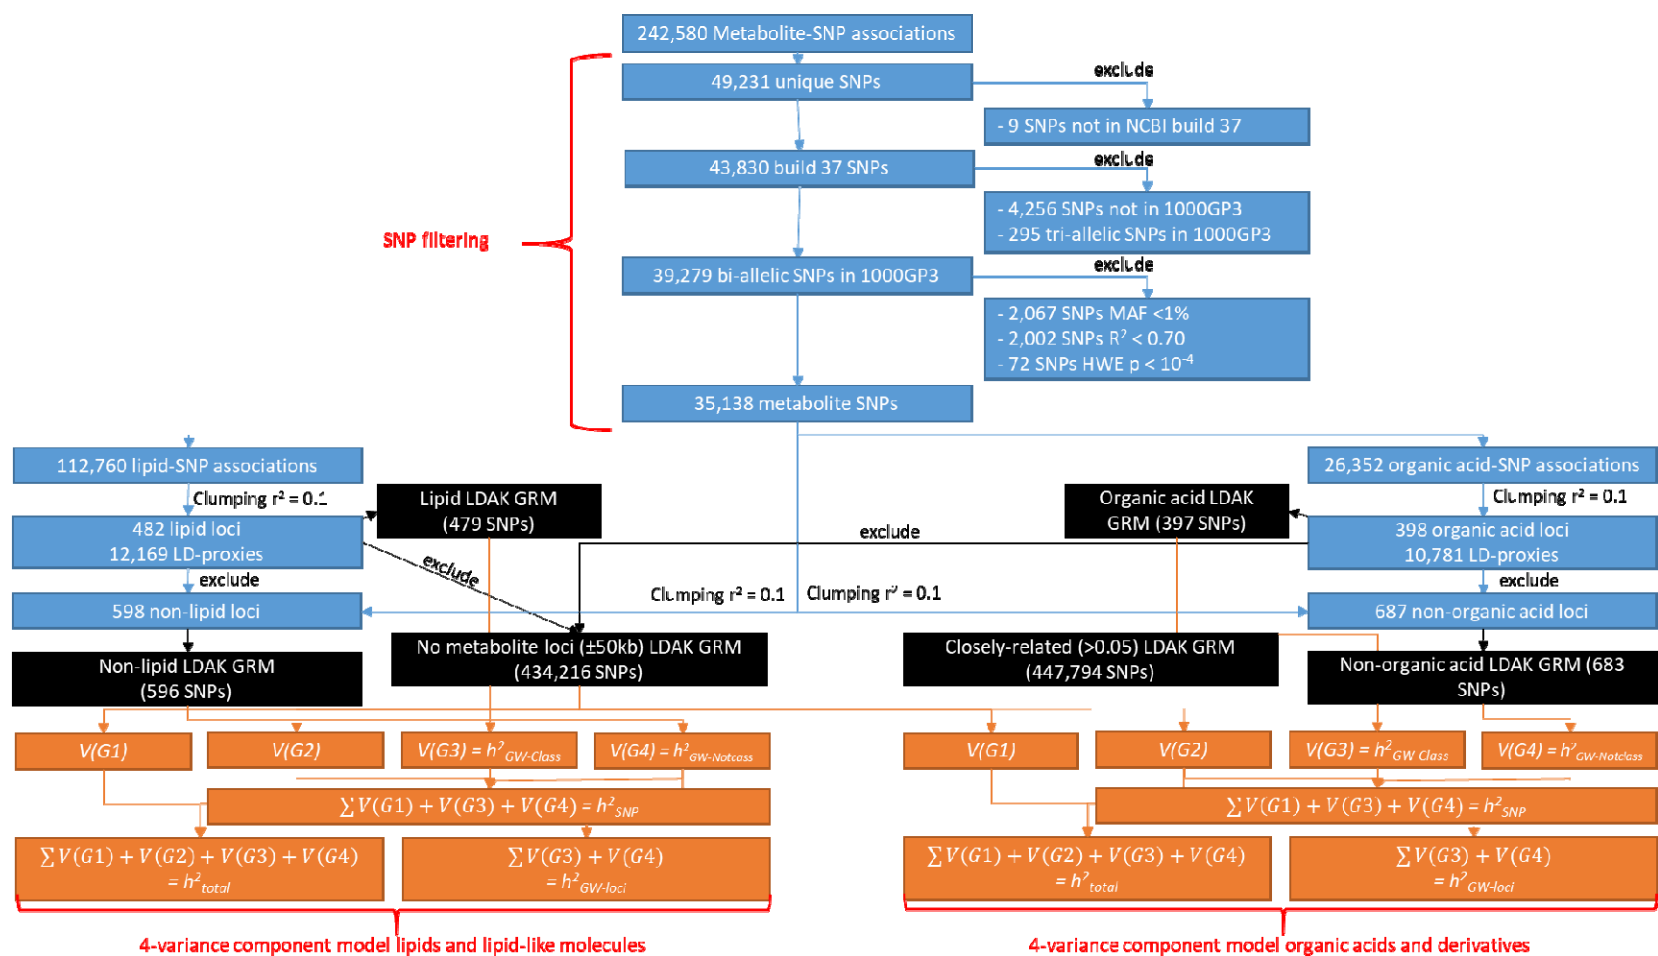 242,580 Metabolite-SNP associations
exclude
49,231 unique SNPs
- 9 SNPs not in NCBI build 37
exclude
43,830 build 37 SNPs
- 4,256 SNPs not in 1000GP3
- 295 tri-allelic SNPs in 1000GP3
SNP filtering
exclude
39,279 bi-allelic SNPs in 1000GP3
- 2,067 SNPs MAF <1%
- 2,002 SNPs R² < 0.70
- 72 SNPs HWE p < 10⁻⁴
35,138 metabolite SNPs
112,760 lipid-SNP associations
26,352 organic acid-SNP associations
Clumping r² = 0.1
Clumping r² = 0.1
Lipid LDAK GRM
(479 SNPs)
Organic acid LDAK
GRM (397 SNPs)
482 lipid loci
12,169 LD-proxies
398 organic acid loci
10,781 LD-proxies
exclude
exclude
exclude
exclude
Clumping r² = 0.1
Clumping r² = 0.1
598 non-lipid loci
687 non-organic acid loci
Non-lipid LDAK GRM
(596 SNPs)
No metabolite loci (±50kb) LDAK GRM
(434,216 SNPs)
Closely-related (>0.05) LDAK GRM
(447,794 SNPs)
Non-organic acid LDAK GRM (683
SNPs)
V(G1)
V(G2)
V(G3) = h²GW-Class
V(G4) = h²GW-Notcass
V(G1)
V(G2)
V(G3) = h²GW Class
V(G4) = h²GW-Notclass
∑V(G1) + V(G3) + V(G4) = h²SNP
∑V(G1) + V(G3) + V(G4) = h²SNP
∑V(G1) + V(G2) + V(G3) + V(G4)
= h²total
∑V(G3) + V(G4)
= h²GW-loci
∑V(G1) + V(G2) + V(G3) + V(G4)
= h²total
∑V(G3) + V(G4)
= h²GW-loci
4-variance component model lipids and lipid-like molecules
4-variance component model organic acids and derivatives